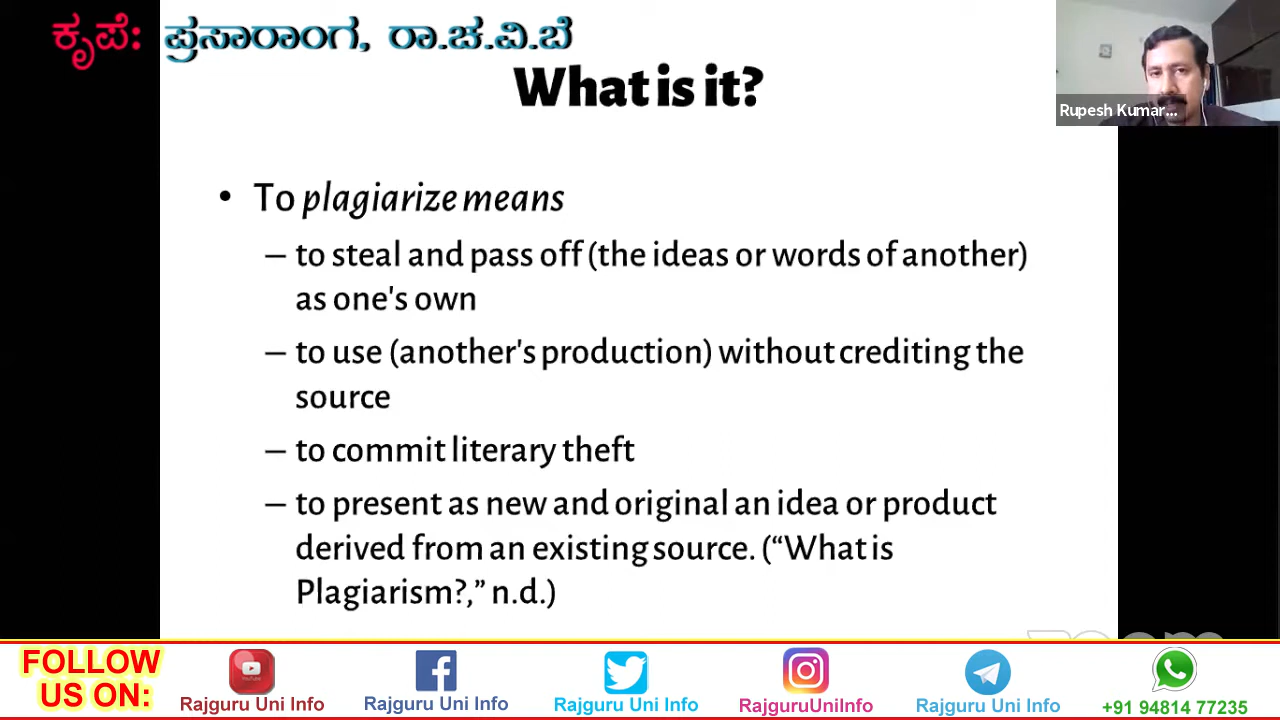 ಕೃಪೆ: ಪ್ರಸಾರಾಂಗ, ರಾ.ಚ.ವಿ.ಬೆ
What is it?
Rupesh Kumar...
• To plagiarize means
– to steal and pass off (the ideas or words of another)
as one's own
– to use (another's production) without crediting the
source
– to commit literary theft
– to present as new and original an idea or product
derived from an existing source. (“What is
Plagiarism?,” n.d.)
zoom
FOLLOW
US ON:
YouTube
Rajguru Uni Info
Rajguru Uni Info
Rajguru Uni Info
RajguruUniInfo
Rajguru Uni Info
+91 94814 77235